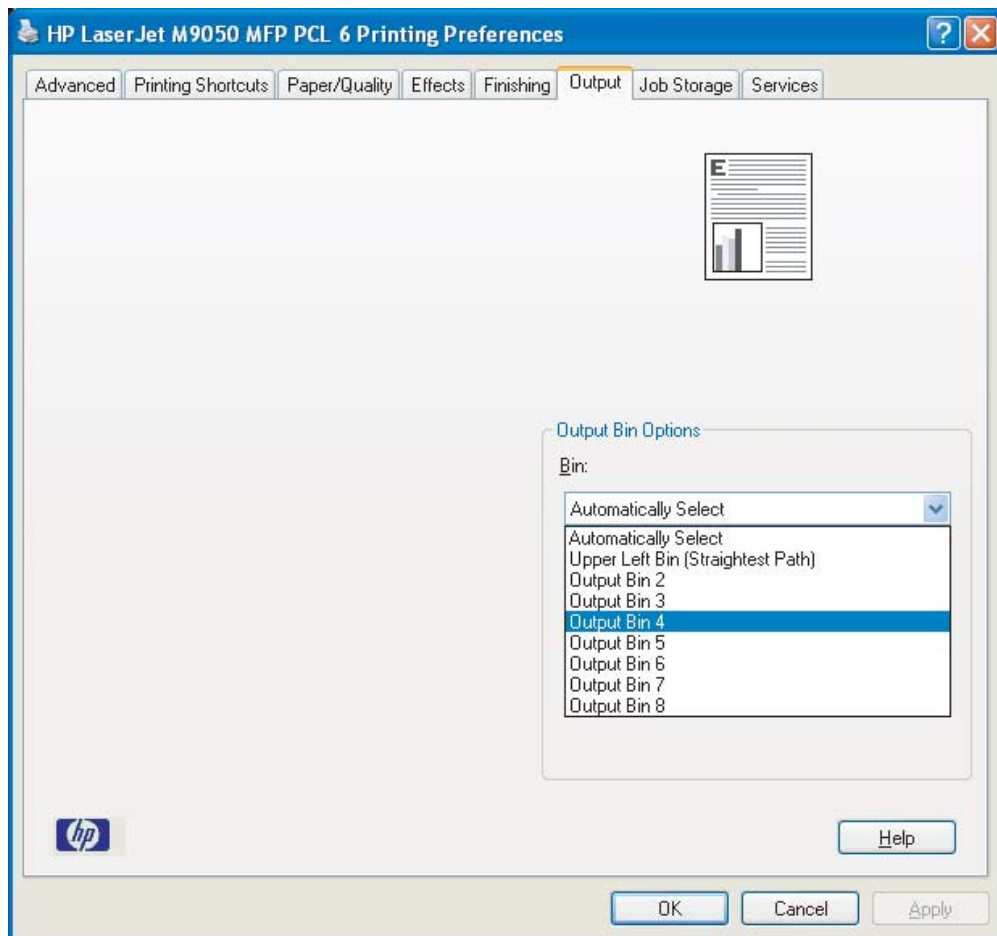 HP LaserJet M9050 MFP PCL 6 Printing Preferences
Advanced Printing Shortcuts Paper/Quality Effects Finishing Output Job Storage Services
E
Output Bin Options
Bin:
Automatically Select
Automatically Select
Upper Left Bin (Straightest Path)
Output Bin 2
Output Bin 3
Output Bin 4
Output Bin 5
Output Bin 6
Output Bin 7
Output Bin 8
hp
Help
OK Cancel Apply